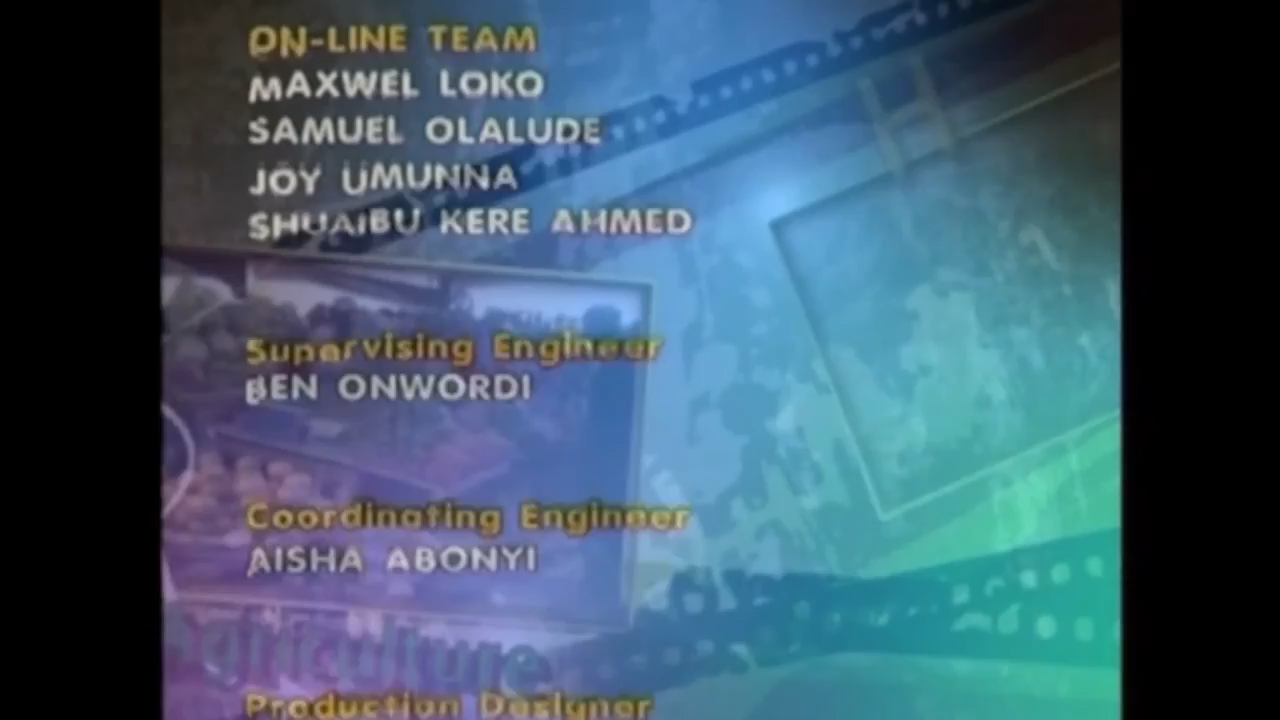 ON-LINE TEAM
MAXWEL LOKO
SAMUEL OLALUDE
JOY UMUNNA
SHUAIBU KERE AHMED
Supervising Engineer
BEN ONWORDI
Coordinating Engineer
AISHA ABONYI
Agriculture
Production Designer